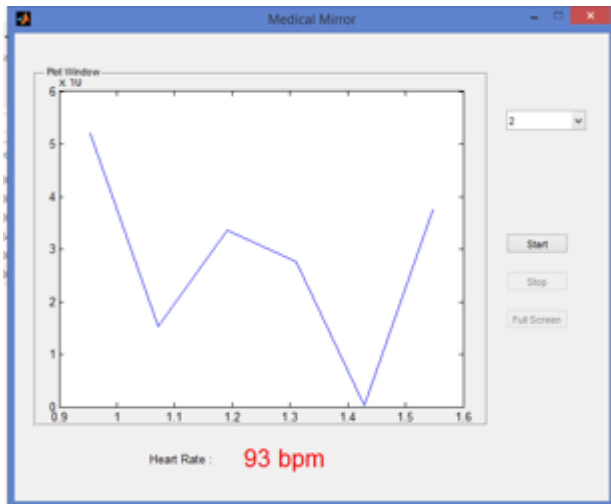 Medical Mirror
Plot Window
x 10
6
5
4
3
2
1
0
0.9 1 1.1 1.2 1.3 1.4 1.5 1.6
2
Start
Stop
Full Screen
Heart Rate : 93 bpm